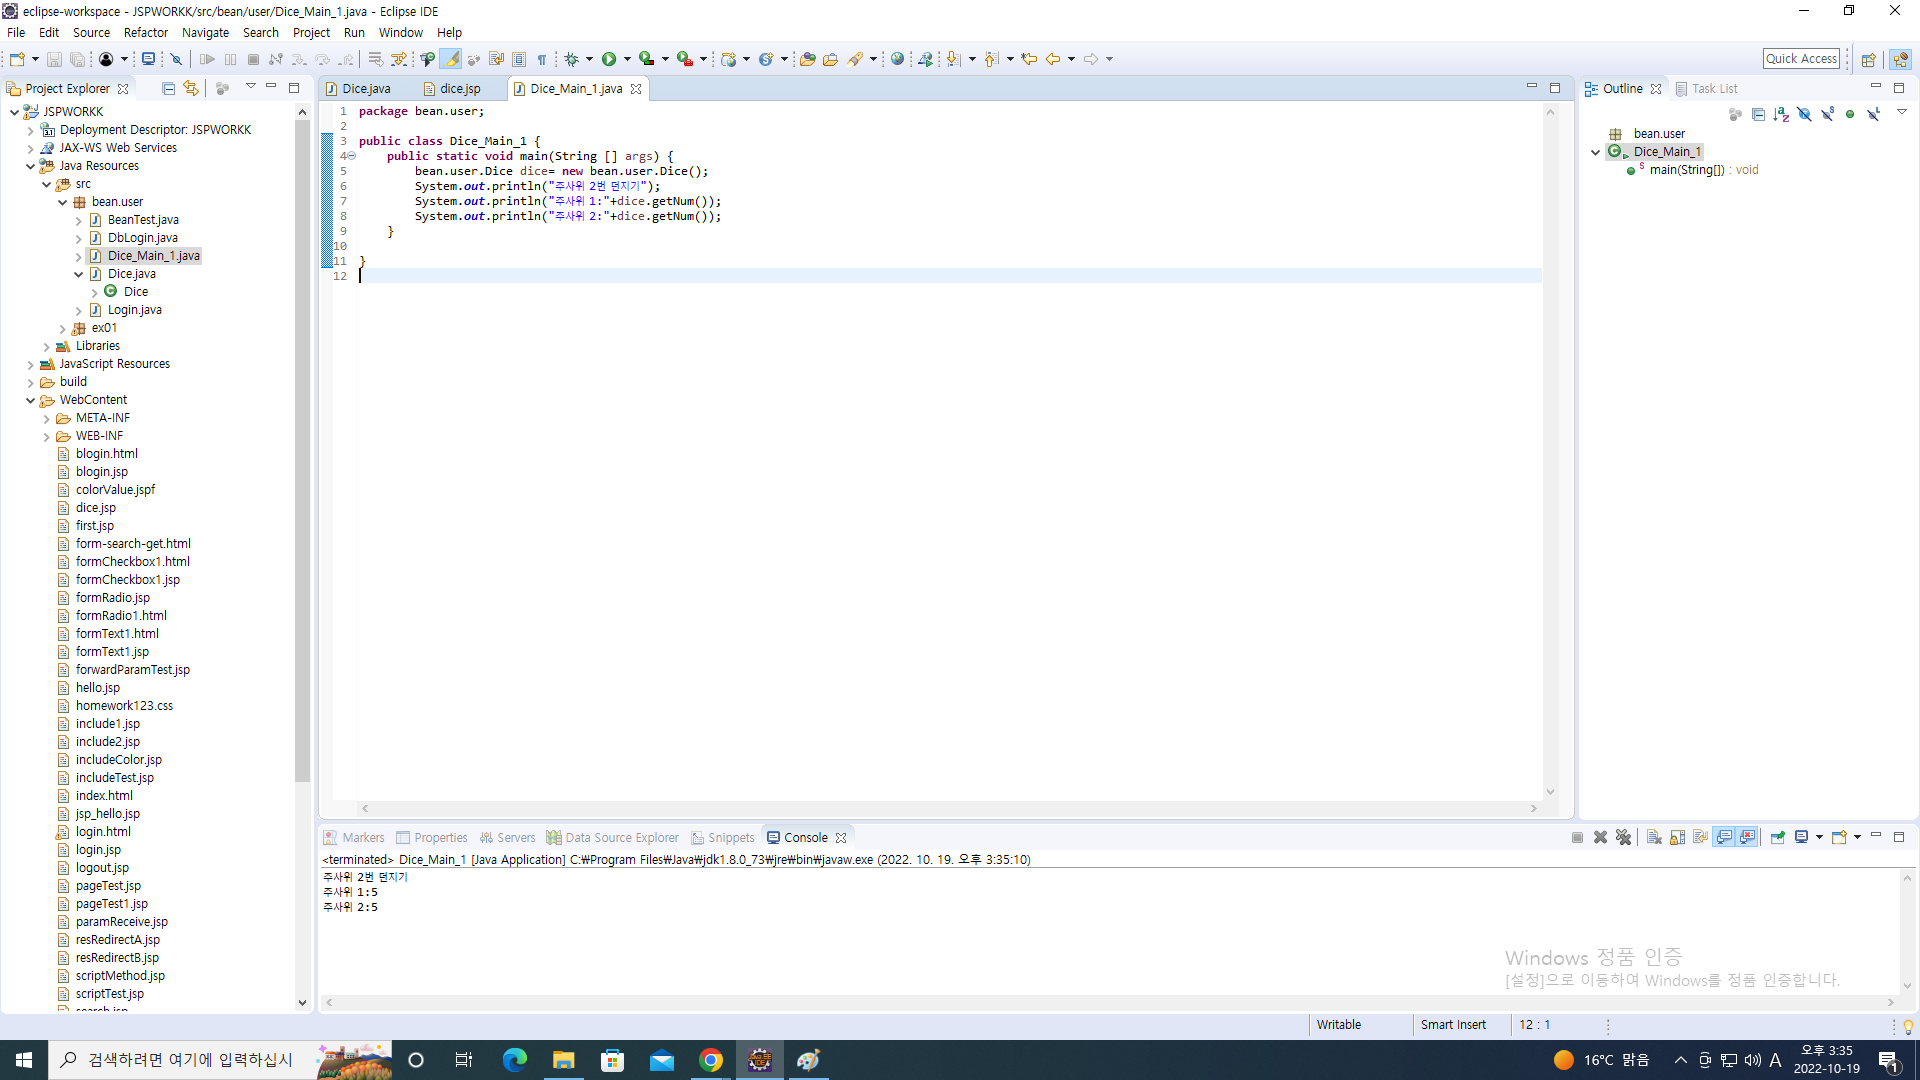 eclipse-workspace - JSPWORKK/src/bean/user/Dice_Main_1.java - Eclipse IDE
File Edit Source Refactor Navigate Search Project Run Window Help
Quick Access
Project Explorer
JSPWORKK
Deployment Descriptor: JSPWORKK
JAX-WS Web Services
Java Resources
src
bean.user
BeanTest.java
DbLogin.java
Dice_Main_1.java
Dice.java
Dice
Login.java
ex01
Libraries
JavaScript Resources
build
WebContent
META-INF
WEB-INF
blogin.html
blogin.jsp
colorValue.jspf
dice.jsp
first.jsp
form-search-get.html
formCheckbox1.html
formCheckbox1.jsp
formRadio.jsp
formRadio1.html
formText1.html
formText1.jsp
forwardParamTest.jsp
hello.jsp
homework123.css
include1.jsp
include2.jsp
includeColor.jsp
includeTest.jsp
index.html
jsp_hello.jsp
login.html
login.jsp
logout.jsp
pageTest.jsp
pageTest1.jsp
paramReceive.jsp
resRedirectA.jsp
resRedirectB.jsp
scriptMethod.jsp
scriptTest.jsp
search.jsp
Dice.java dice.jsp Dice_Main_1.java
1 package bean.user;
2
3 public class Dice_Main_1 {
4 public static void main(String [] args) {
5 bean.user.Dice dice= new bean.user.Dice();
6 System.out.println("주사위 2번 던지기");
7 System.out.println("주사위 1:"+dice.getNum());
8 System.out.println("주사위 2:"+dice.getNum());
9 }
10
11 }
12
Outline Task List
bean.user
Dice_Main_1
main(String[]) : void
Markers Properties Servers Data Source Explorer Snippets Console
<terminated> Dice_Main_1 [Java Application] C:₩Program Files₩Java₩jdk1.8.0_73₩jre₩bin₩javaw.exe (2022. 10. 19. 오후 3:35:10)
주사위 2번 던지기
주사위 1:5
주사위 2:5
Windows 정품 인증
[설정]으로 이동하여 Windows를 정품 인증합니다.
Writable Smart Insert 12 : 1
검색하려면 여기에 입력하십시
16°C 맑음 A 오후 3:35
2022-10-19
1